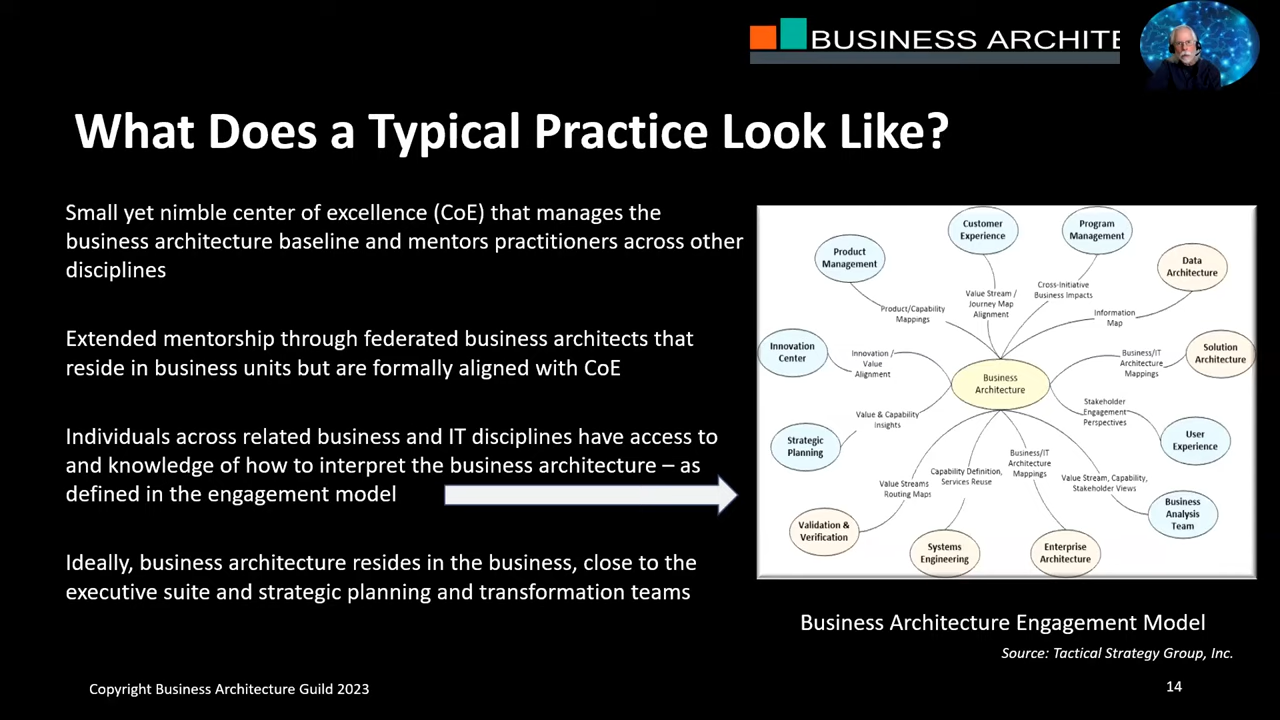 BUSINESS ARCHITE
What Does a Typical Practice Look Like?
Small yet nimble center of excellence (CoE) that manages the
business architecture baseline and mentors practitioners across other
disciplines
Extended mentorship through federated business architects that
reside in business units but are formally aligned with CoE
Individuals across related business and IT disciplines have access to
and knowledge of how to interpret the business architecture – as
defined in the engagement model
Ideally, business architecture resides in the business, close to the
executive suite and strategic planning and transformation teams
Customer
Experience
Program
Management
Product
Management
Data
Architecture
Cross-Initiative
Business Impacts
Value Stream /
Journey Map
Alignment
Product/Capability
Mappings
Information
Map
Innovation
Center
Innovation /
Value
Alignment
Business/IT
Architecture
Mappings
Solution
Architecture
Business
Architecture
Value & Capability
Insights
Stakeholder
Engagement
Perspectives
Strategic
Planning
User
Experience
Value Streams
Routing Maps
Capability Definition,
Services Reuse
Business/IT
Architecture
Mappings
Value Stream, Capability,
Stakeholder Views
Business
Analysis
Team
Validation &
Verification
Systems
Engineering
Enterprise
Architecture
Business Architecture Engagement Model
Source: Tactical Strategy Group, Inc.
Copyright Business Architecture Guild 2023
14